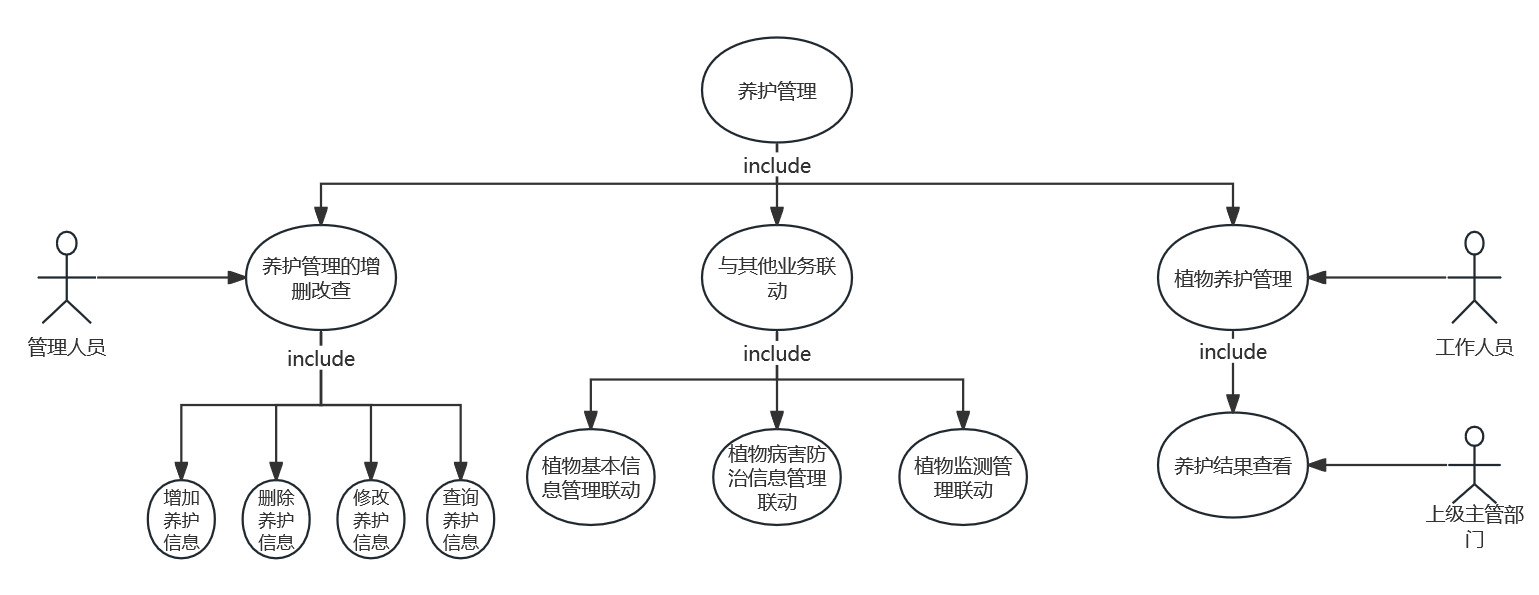 养护管理
include
养护管理的增
删改查
与其他业务联
动
植物养护管理
管理人员
工作人员
include
include
include
植物基本信
息管理联动
植物病害防
治信息管理
联动
植物监测管
理联动
养护结果查看
增加
养护
信息
删除
养护
信息
修改
养护
信息
查询
养护
信息
上级主管部
门